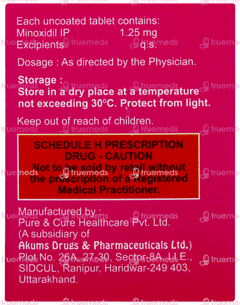 Each uncoated tablet contains:
Minoxidil IP 1.25 mg
Excipients q.s.
Dosage : As directed by the Physician.
Storage :
Store in a dry place at a temperature
not exceeding 30°C. Protect from light.
Keep out of reach of children.
SCHEDULE H PRESCRIPTION
DRUG - CAUTION
Not to be sold by retail without
the prescription of a Registered
Medical Practitioner.
Manufactured by :
Pure & Cure Healthcare Pvt. Ltd.
(A subsidiary of
Akums Drugs & Pharmaceuticals Ltd.)
Plot No. 26A, 27-30, Sector-8A, I.I.E.,
SIDCUL, Ranipur, Haridwar-249 403,
Uttarakhand.
truemeds